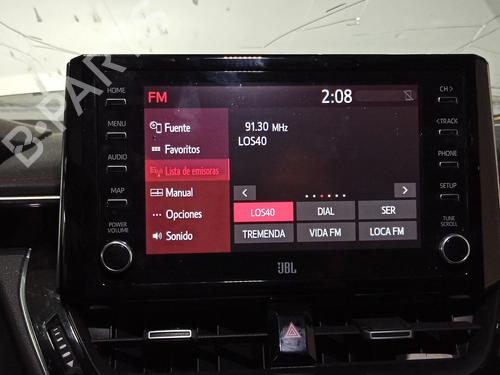 HOME
MENU
AUDIO
MAP
POWER
VOLUME
FM
2:08
Fuente
Favoritos
Lista de emisoras
Manual
Opciones
Sonido
91.30 MHz
LOS40
<
>
LOS40
DIAL
SER
TREMENDA
VIDA FM
LOCA FM
CH >
< TRACK
PHONE
SETUP
TUNE
SCROLL
JBL
B-PARTS